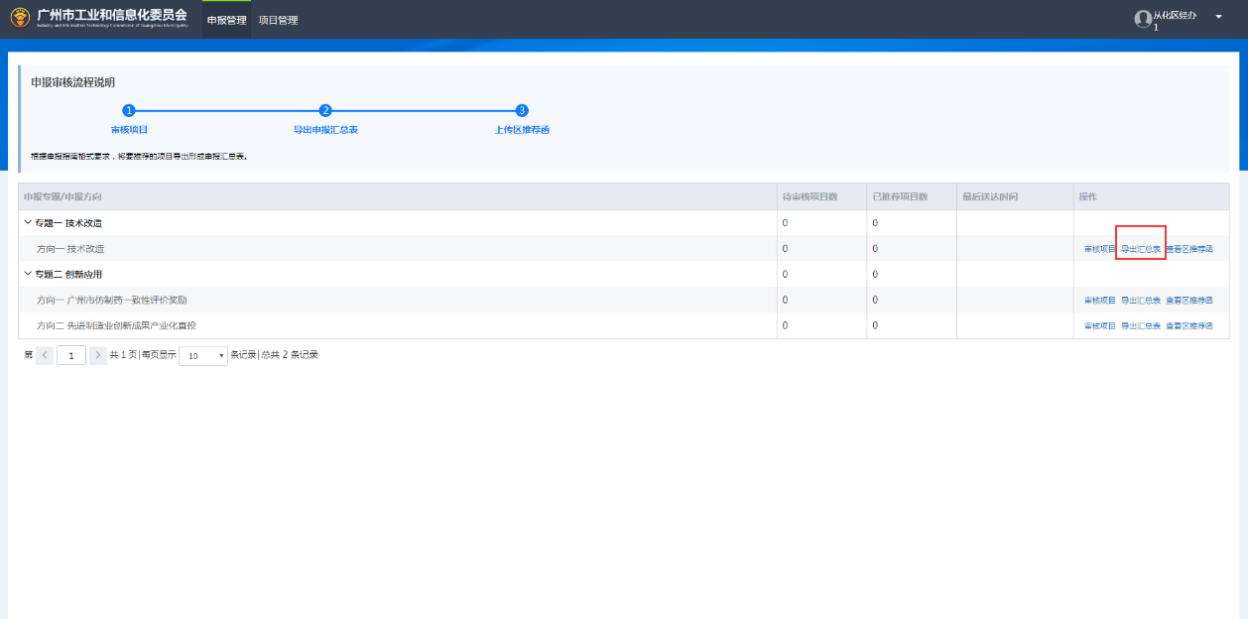 广州市工业和信息化委员会 申报管理 项目管理 从化区经办
Industry and Information Technology Commission of Guangzhou Municipality 1
申报审核流程说明
1 2 3
审核项目 导出申报汇总表 上传区推荐函
根据申报指南格式要求，将要推荐的项目导出形成申报汇总表。
申报专题/申报方向 待审核项目数 已推荐项目数 最后送达时间 操作
专题一 技术改造 0 0
方向一 技术改造 0 0 审核项目 导出汇总表 查看区推荐函
专题二 创新应用 0 0
方向一 广州市仿制药一致性评价奖励 0 0 审核项目 导出汇总表 查看区推荐函
方向二 先进制造业创新成果产业化直投 0 0 审核项目 导出汇总表 查看区推荐函
第 < 1 > 共 1 页|每页显示 10 条记录|总共 2 条记录